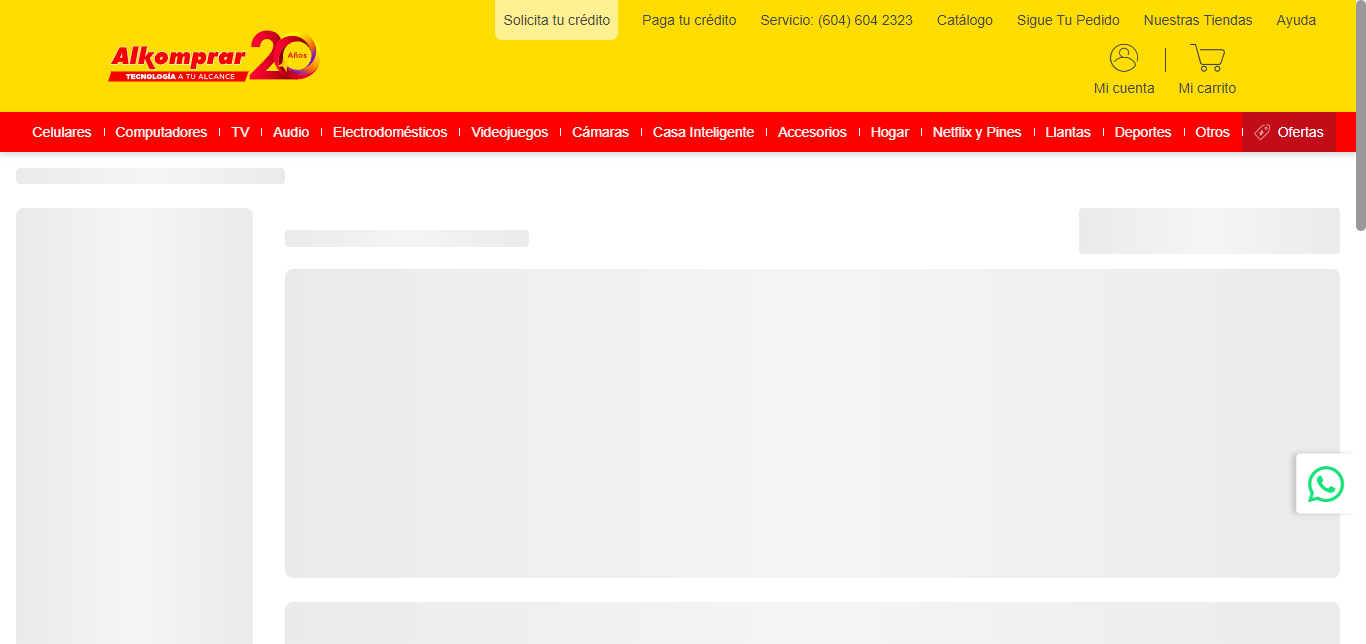 Solicita tu crédito
Paga tu crédito
Servicio: (604) 604 2323
Catálogo
Sigue Tu Pedido
Nuestras Tiendas
Ayuda
Alkomprar 20 Años
TECNOLOGÍA A TU ALCANCE
Mi cuenta
Mi carrito
Celulares
Computadores
TV
Audio
Electrodomésticos
Videojuegos
Cámaras
Casa Inteligente
Accesorios
Hogar
Netflix y Pines
Llantas
Deportes
Otros
Ofertas